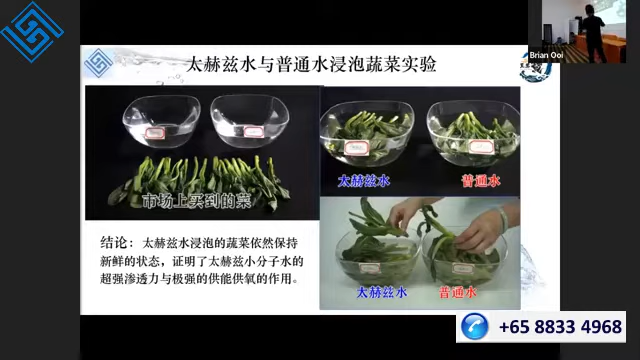 太赫兹水与普通水浸泡蔬菜实验
Brian Ooi
市场上买到的菜
太赫兹水
普通水
太赫兹水
普通水
结论：太赫兹水浸泡的蔬菜依然保持
新鲜的状态，证明了太赫兹小分子水的
超强渗透力与极强的供能供氧的作用。
+65 8833 4968